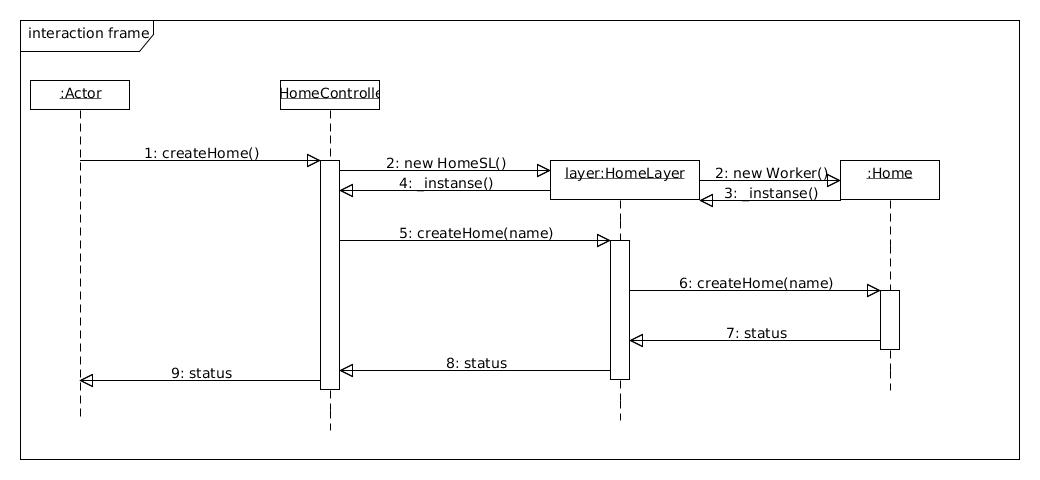 interaction frame
:Actor
HomeControlle
1: createHome()
2: new HomeSL()
layer:HomeLayer
2: new Worker()
:Home
4: _instanse()
3: _instanse()
5: createHome(name)
6: createHome(name)
7: status
8: status
9: status